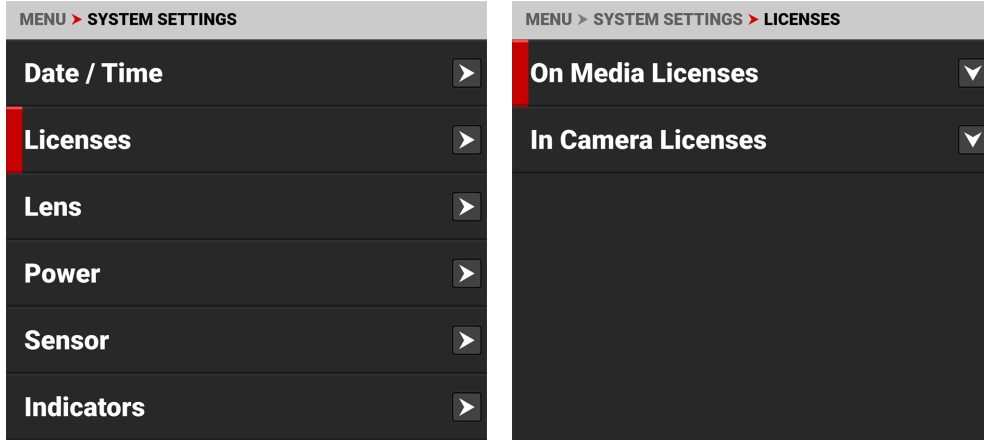 MENU ➤ SYSTEM SETTINGS
Date / Time
Licenses
Lens
Power
Sensor
Indicators
MENU ➤ SYSTEM SETTINGS ➤ LICENSES
On Media Licenses
In Camera Licenses